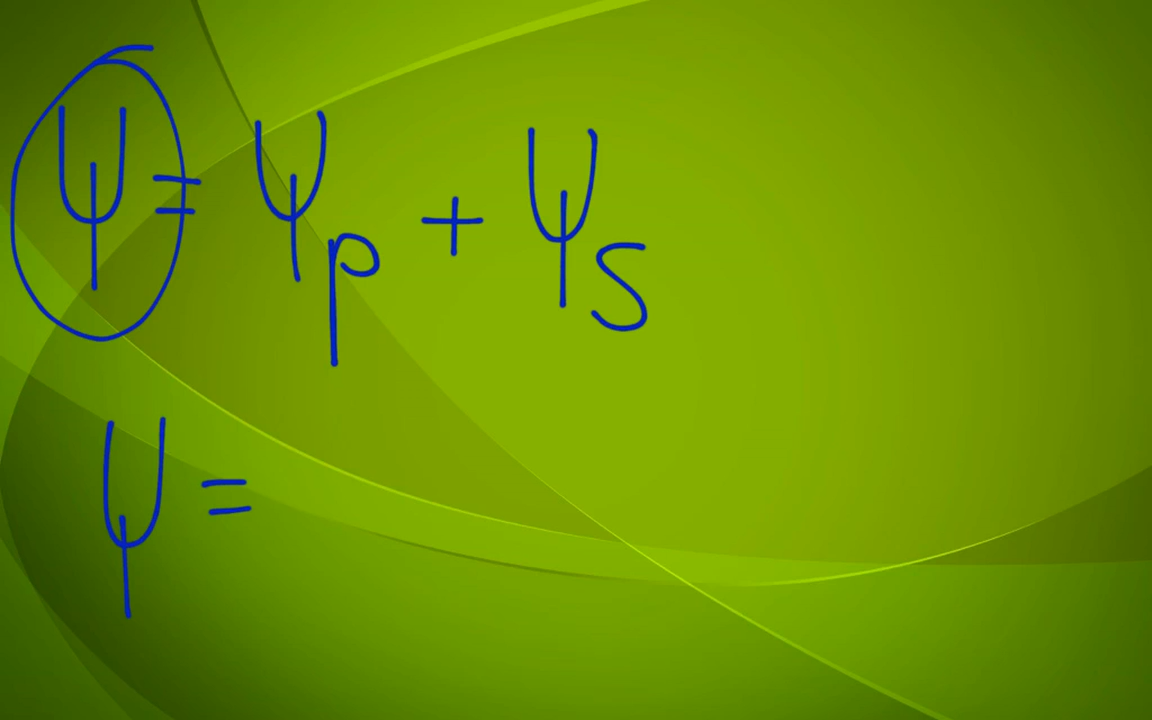 Ψ = Ψp + Ψs
Ψ =